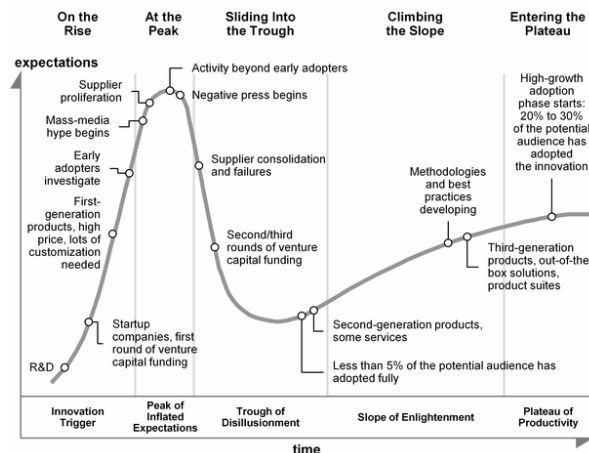 On the
Rise
At the
Peak
Sliding Into
the Trough
Climbing
the Slope
Entering the
Plateau
expectations
Activity beyond early adopters
Supplier
proliferation
Negative press begins
Mass-media
hype begins
Early
adopters
investigate
First-
generation
products, high
price, lots of
customization
needed
R&D
Startup
companies, first
round of venture
capital funding
Supplier consolidation
and failures
Second/third
rounds of venture
capital funding
Second-generation products,
some services
Less than 5% of the potential audience has
adopted fully
Methodologies
and best
practices
developing
Third-generation
products, out-of-the
box solutions,
product suites
High-growth
adoption
phase starts:
20% to 30%
of the potential
audience has
adopted
the innovation
Innovation
Trigger
Peak of
Inflated
Expectations
Trough of
Disillusionment
Slope of Enlightenment
Plateau of
Productivity
time